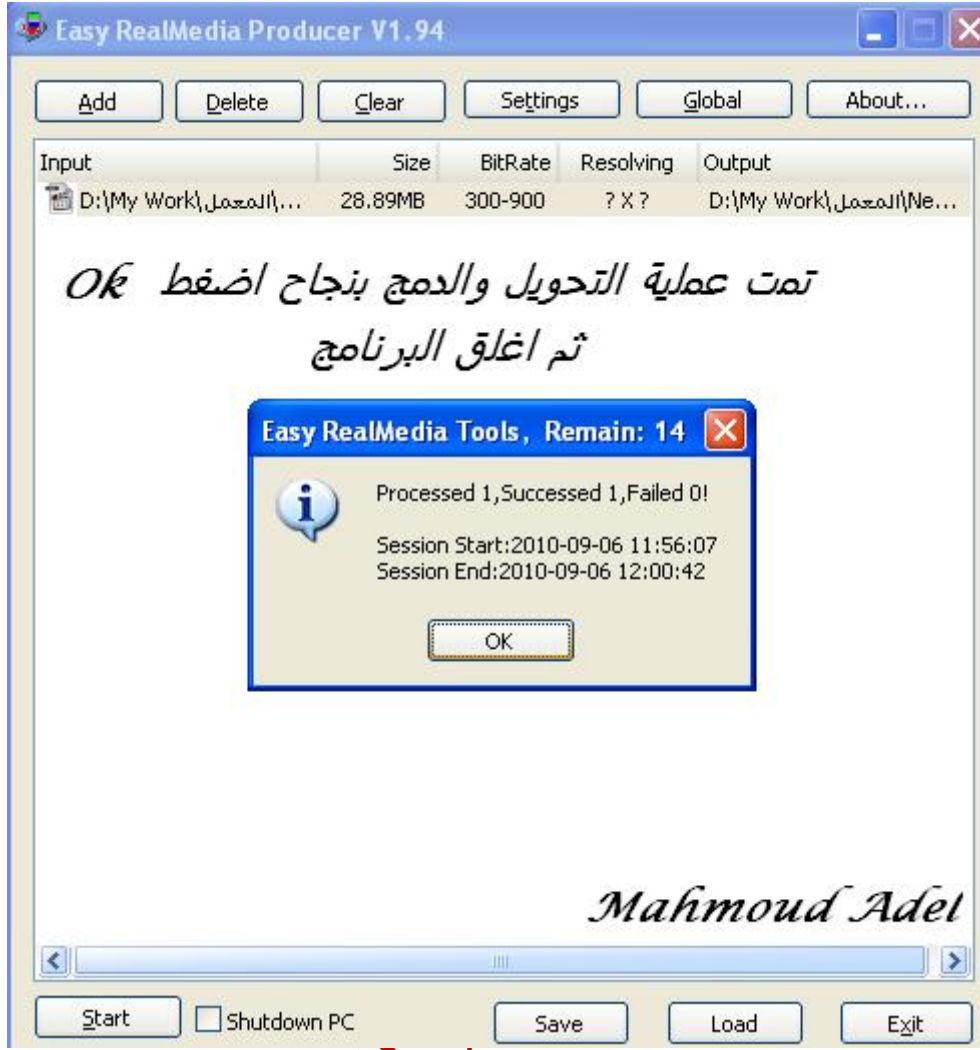 Easy RealMedia Producer V1.94
Add Delete Clear Settings Global About...
Input Size BitRate Resolving Output
D:\My Work\المعمل\... 28.89MB 300-900 ? X ? D:\My Work\المعمل\Ne...
تمت عملية التحويل والدمج بنجاح اضغط Ok
ثم اغلق البرنامج
Easy RealMedia Tools, Remain: 14
Processed 1,Successed 1,Failed 0!
Session Start:2010-09-06 11:56:07
Session End:2010-09-06 12:00:42
OK
Mahmoud Adel
Start Shutdown PC Save Load Exit